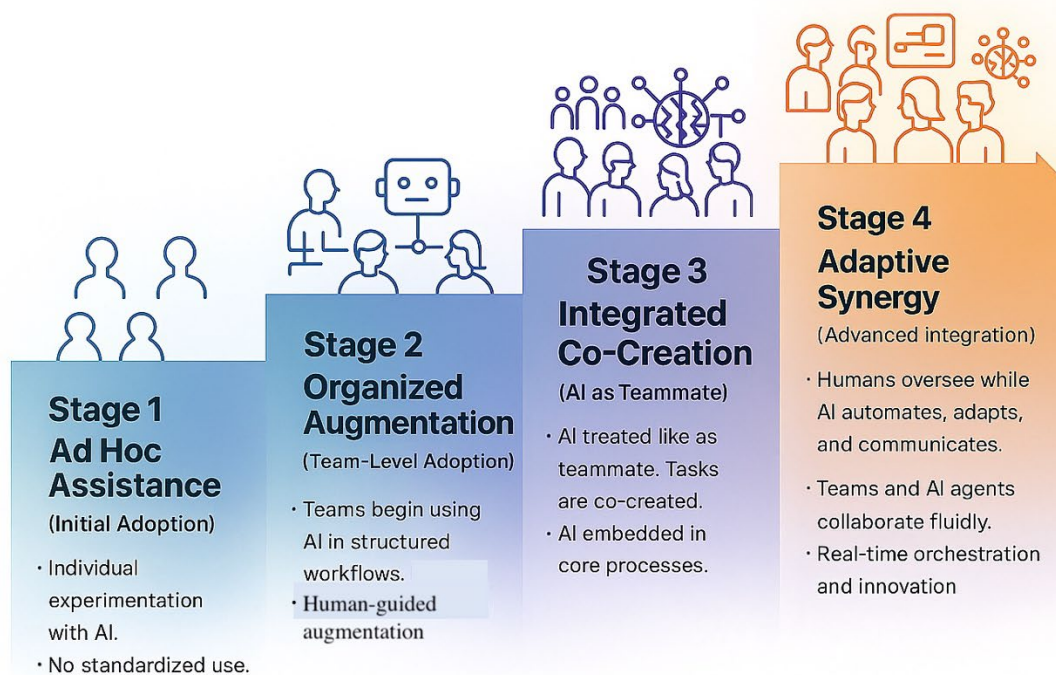 Stage 1
Ad Hoc
Assistance
(Initial Adoption)
· Individual
experimentation
with AI.
· No standardized use.
Stage 2
Organized
Augmentation
(Team-Level Adoption)
· Teams begin using
AI in structured
workflows.
· Human-guided
augmentation
Stage 3
Integrated
Co-Creation
(AI as Teammate)
· AI treated like as
teammate. Tasks
are co-created.
· AI embedded in
core processes.
Stage 4
Adaptive
Synergy
(Advanced integration)
· Humans oversee while
AI automates, adapts,
and communicates.
· Teams and AI agents
collaborate fluidly.
· Real-time orchestration
and innovation